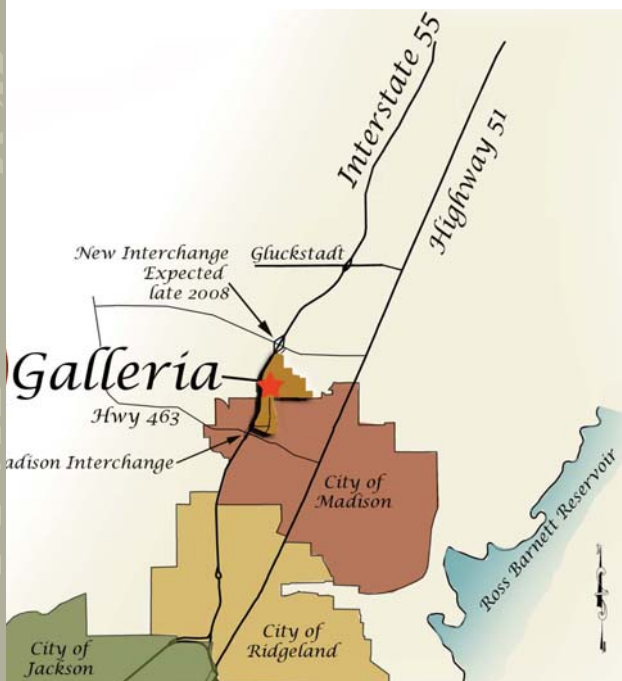 Interstate 55
Highway 51
New Interchange
Expected
late 2008
Gluckstadt
Galleria
Hwy 463
adison Interchange
City of
Madison
Ross Barnett Reservoir
City of
Ridgeland
City of
Jackson